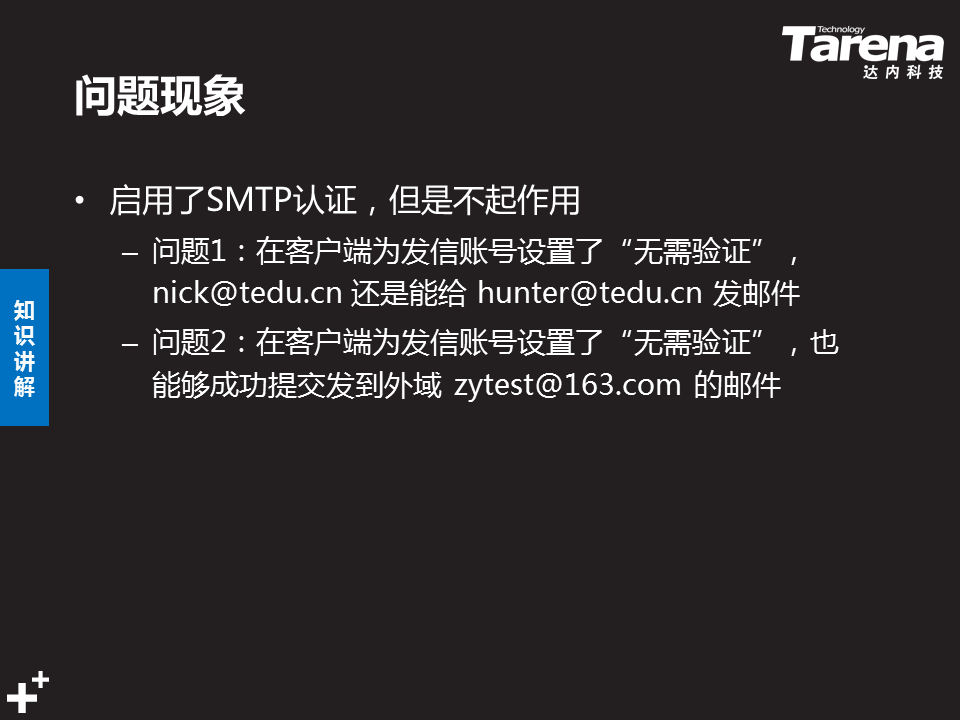 Technology
Tarena
达内科技
问题现象
• 启用了SMTP认证，但是不起作用
– 问题1：在客户端为发信账号设置了“无需验证”，
nick@tedu.cn 还是能给 hunter@tedu.cn 发邮件
– 问题2：在客户端为发信账号设置了“无需验证”，也
能够成功提交发到外域 zytest@163.com 的邮件
知
识
讲
解